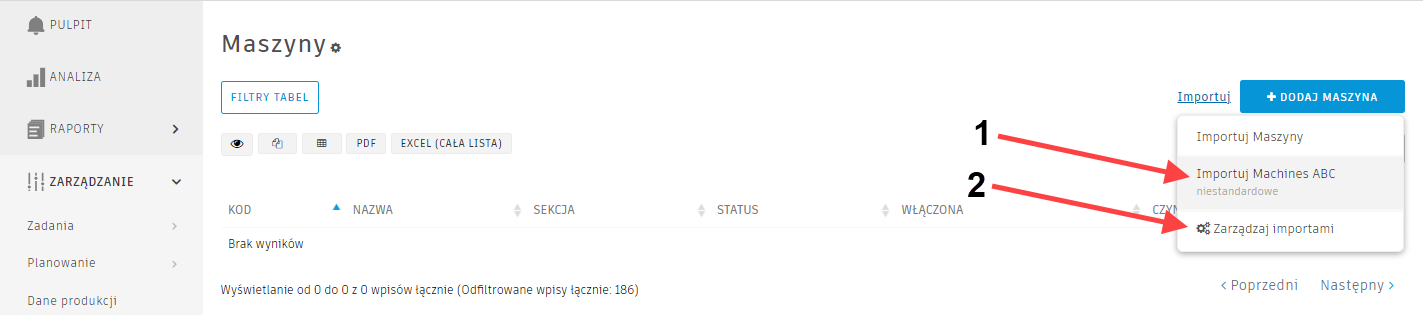 PULPIT
ANALIZA
RAPORTY
ZARZĄDZANIE
Zadania
Planowanie
Dane produkcji
Maszyny
FILTRY TABEL
Importuj
DODAJ MASZYNA
PDF
EXCEL (CAŁA LISTA)
Importuj Maszyny
Importuj Machines ABC
niestandardowe
Zarządzaj importami
1
2
KOD NAZWA SEKCJA STATUS WŁĄCZONA CZYN
Brak wyników
Wyświetlanie od 0 do 0 z 0 wpisów łącznie (Odfiltrowane wpisy łącznie: 186)
Poprzedni Następny